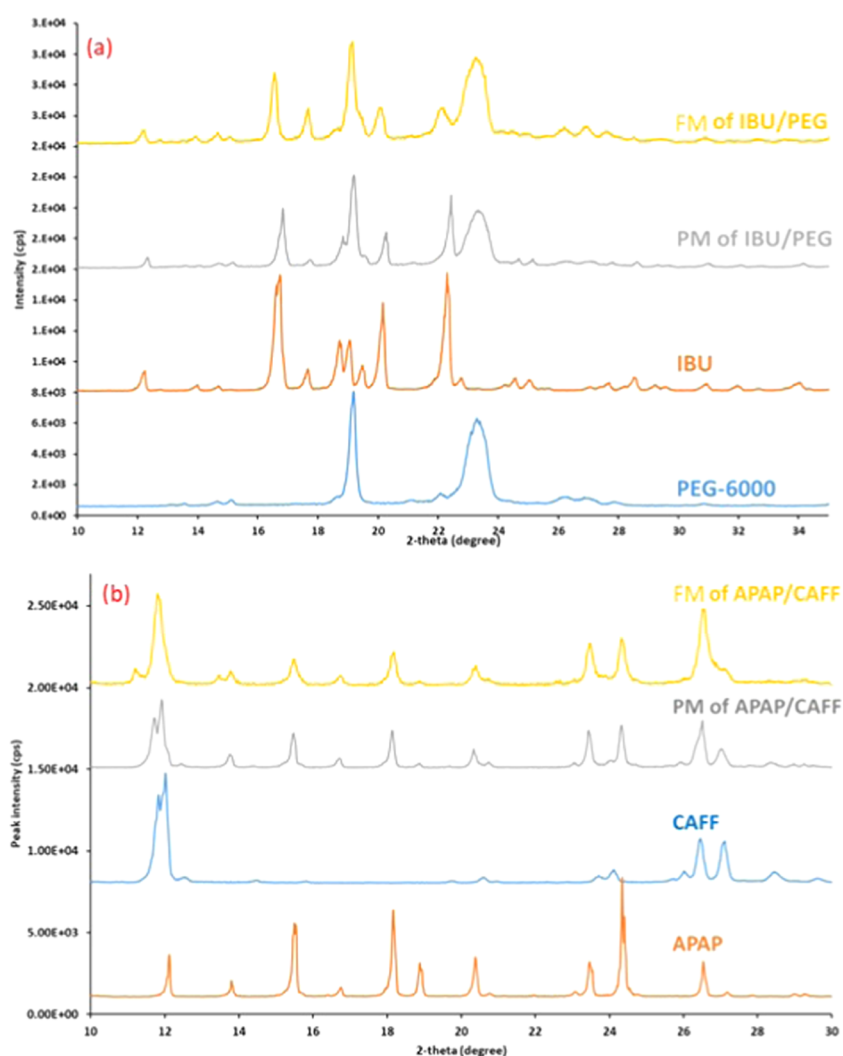 (a)
3.E+04
3.E+04
3.E+04
3.E+04
2.E+04
2.E+04
2.E+04
2.E+04
1.E+04
1.E+04
1.E+04
8.E+03
6.E+03
4.E+03
2.E+03
0.E+00
Intensity (cps)
FM of IBU/PEG
PM of IBU/PEG
IBU
PEG-6000
10 12 14 16 18 20 22 24 26 28 30 32 34
2-theta (degree)
(b)
2.50E+04
2.00E+04
1.50E+04
1.00E+04
5.00E+03
0.00E+00
Peak intensity (cps)
FM of APAP/CAFF
PM of APAP/CAFF
CAFF
APAP
10 12 14 16 18 20 22 24 26 28 30
2-theta (degree)